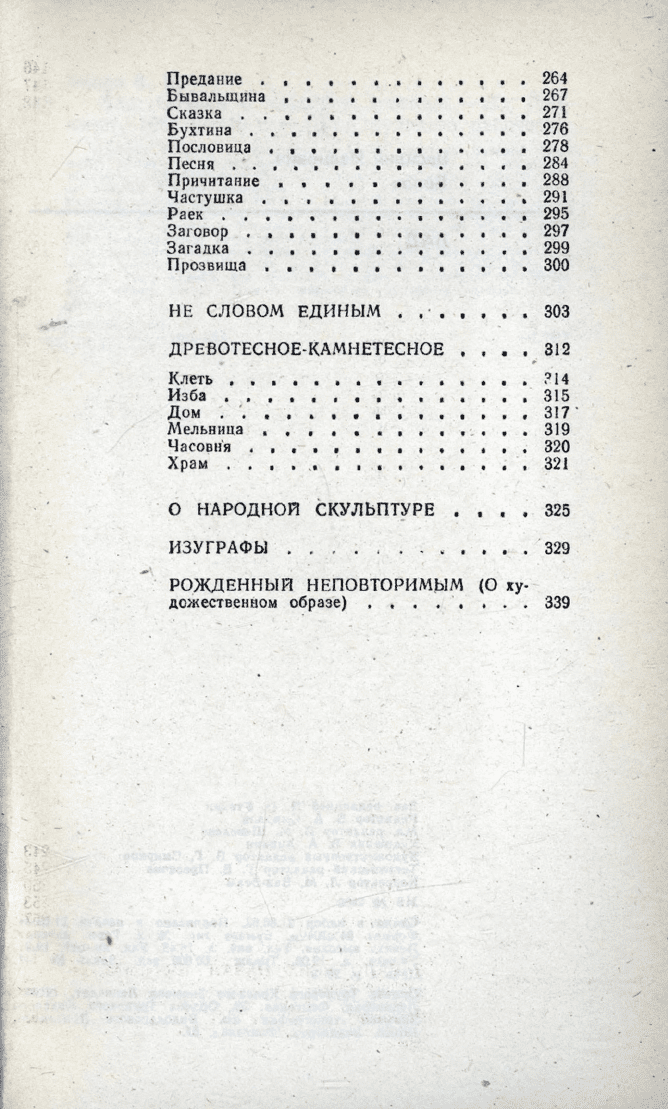 Предание . . . . . . . . . . . . . 264
Бывальщина . . . . . . . . . . . 267
Сказка . . . . . . . . . . . . . 271
Бухтина . . . . . . . . . . . . . 276
Пословица . . . . . . . . . . . . 278
Песня . . . . . . . . . . . . . . 284
Причитание . . . . . . . . . . . 288
Частушка . . . . . . . . . . . . 291
Раек . . . . . . . . . . . . . . 295
Заговор . . . . . . . . . . . . . 297
Загадка . . . . . . . . . . . . . 299
Прозвища . . . . . . . . . . . . 300
НЕ СЛОВОМ ЕДИНЫМ . . . . . . . 303
ДРЕВОТЕСНОЕ-КАМНЕТЕСНОЕ . . . . 312
Клеть . . . . . . . . . . . . . . 314
Изба . . . . . . . . . . . . . . 315
Дом . . . . . . . . . . . . . . 317
Мельница . . . . . . . . . . . . 319
Часовня . . . . . . . . . . . . . 320
Храм . . . . . . . . . . . . . . 321
О НАРОДНОЙ СКУЛЬПТУРЕ . . . . 325
ИЗУГРАФЫ . . . . . . . . . . . 329
РОЖДЕННЫЙ НЕПОВТОРИМЫМ (О ху-
дожественном образе) . . . . . . . . 339